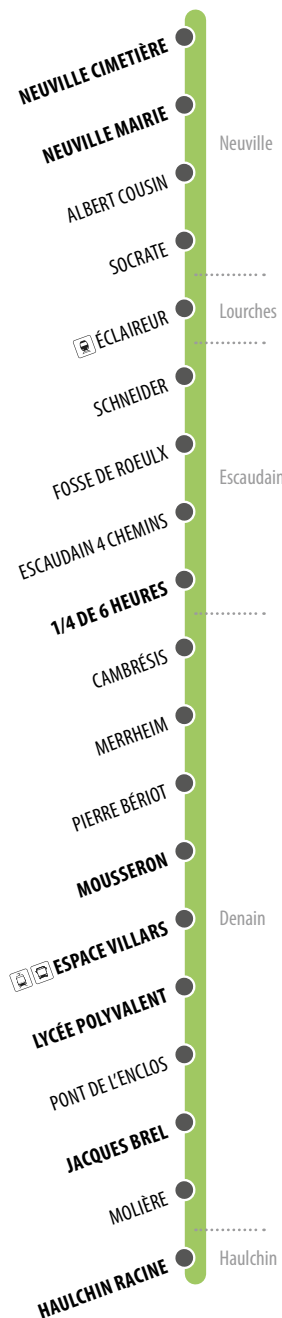 NEUVILLE CIMETIÈRE
NEUVILLE MAIRIE
Neuville
ALBERT COUSIN
SOCRATE
ÉCLAIREUR
Lourches
SCHNEIDER
FOSSE DE ROEULX
Escaudain
ESCAUDAIN 4 CHEMINS
1/4 DE 6 HEURES
CAMBRÉSIS
MERRHEIM
PIERRE BÉRIOT
MOUSSERON
ESPACE VILLARS
Denain
LYCÉE POLYVALENT
PONT DE L'ENCLOS
JACQUES BREL
MOLIÈRE
HAULCHIN RACINE
Haulchin